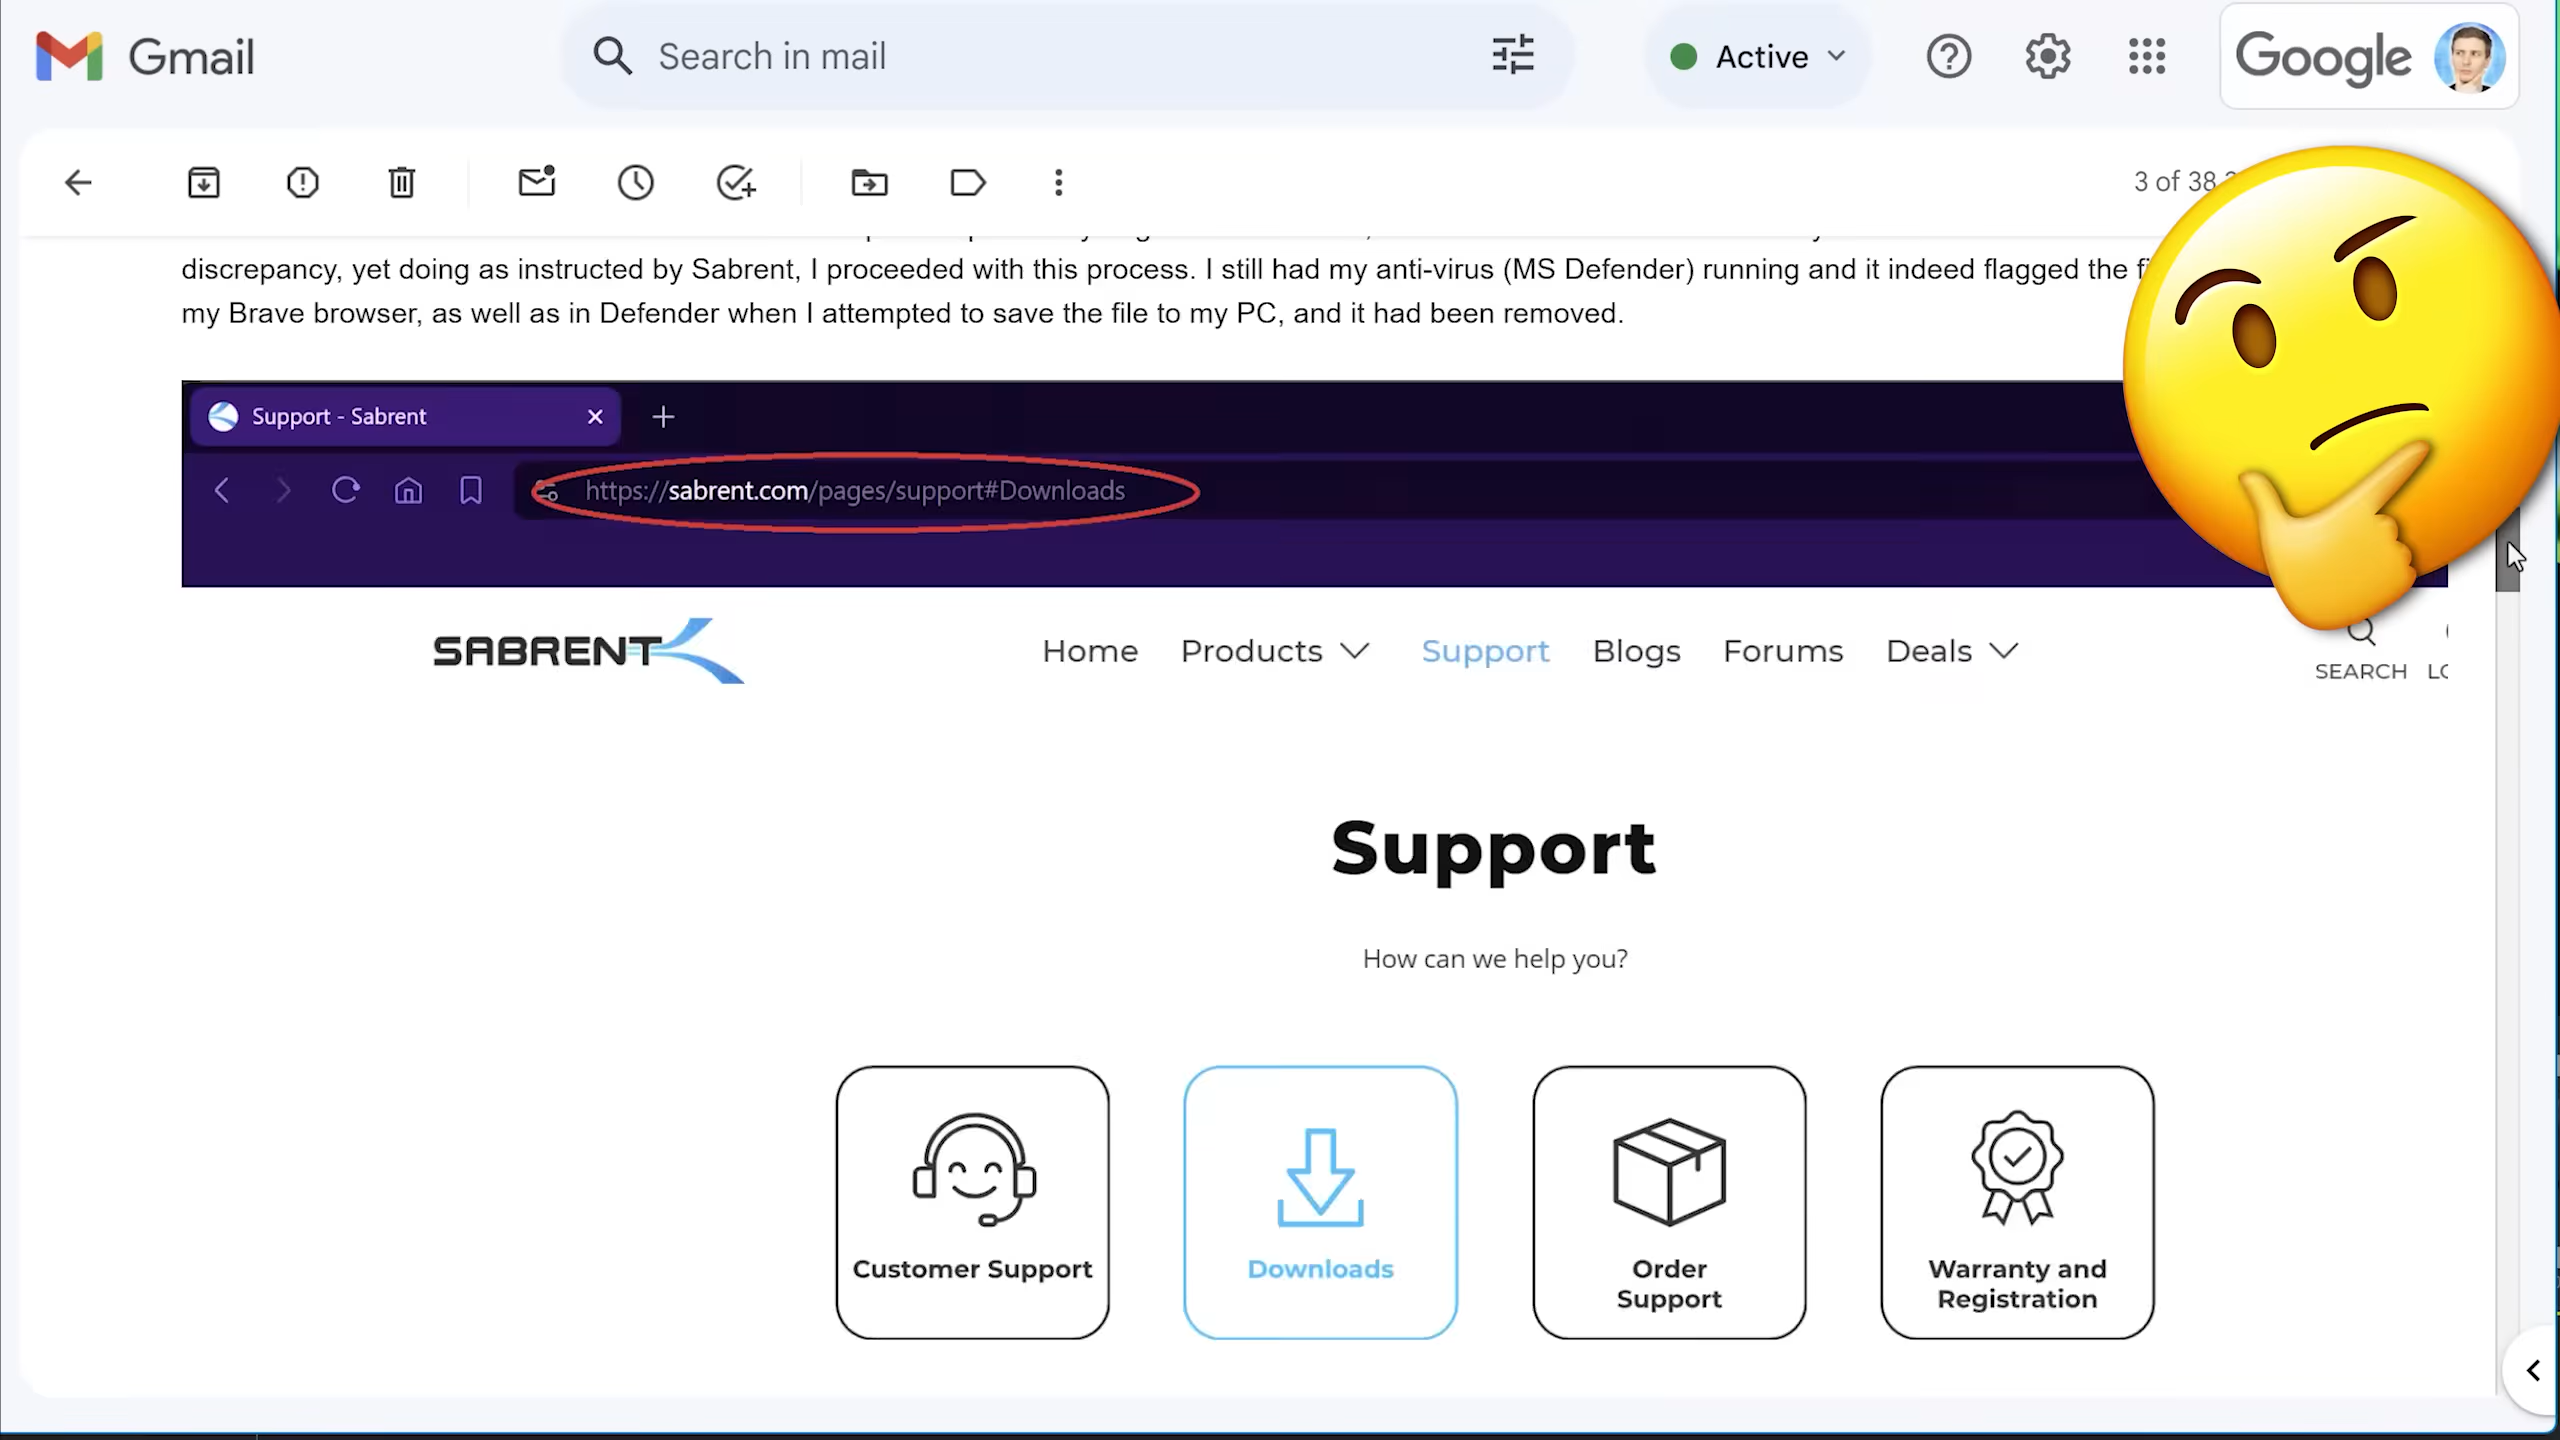 Gmail
Search in mail
Active
Google
3 of 38
discrepancy, yet doing as instructed by Sabrent, I proceeded with this process. I still had my anti-virus (MS Defender) running and it indeed flagged the
my Brave browser, as well as in Defender when I attempted to save the file to my PC, and it had been removed.
Support - Sabrent
https://sabrent.com/pages/support#Downloads
SABRENT
Home Products Support Blogs Forums Deals
SEARCH
Support
How can we help you?
Customer Support
Downloads
Order
Support
Warranty and
Registration